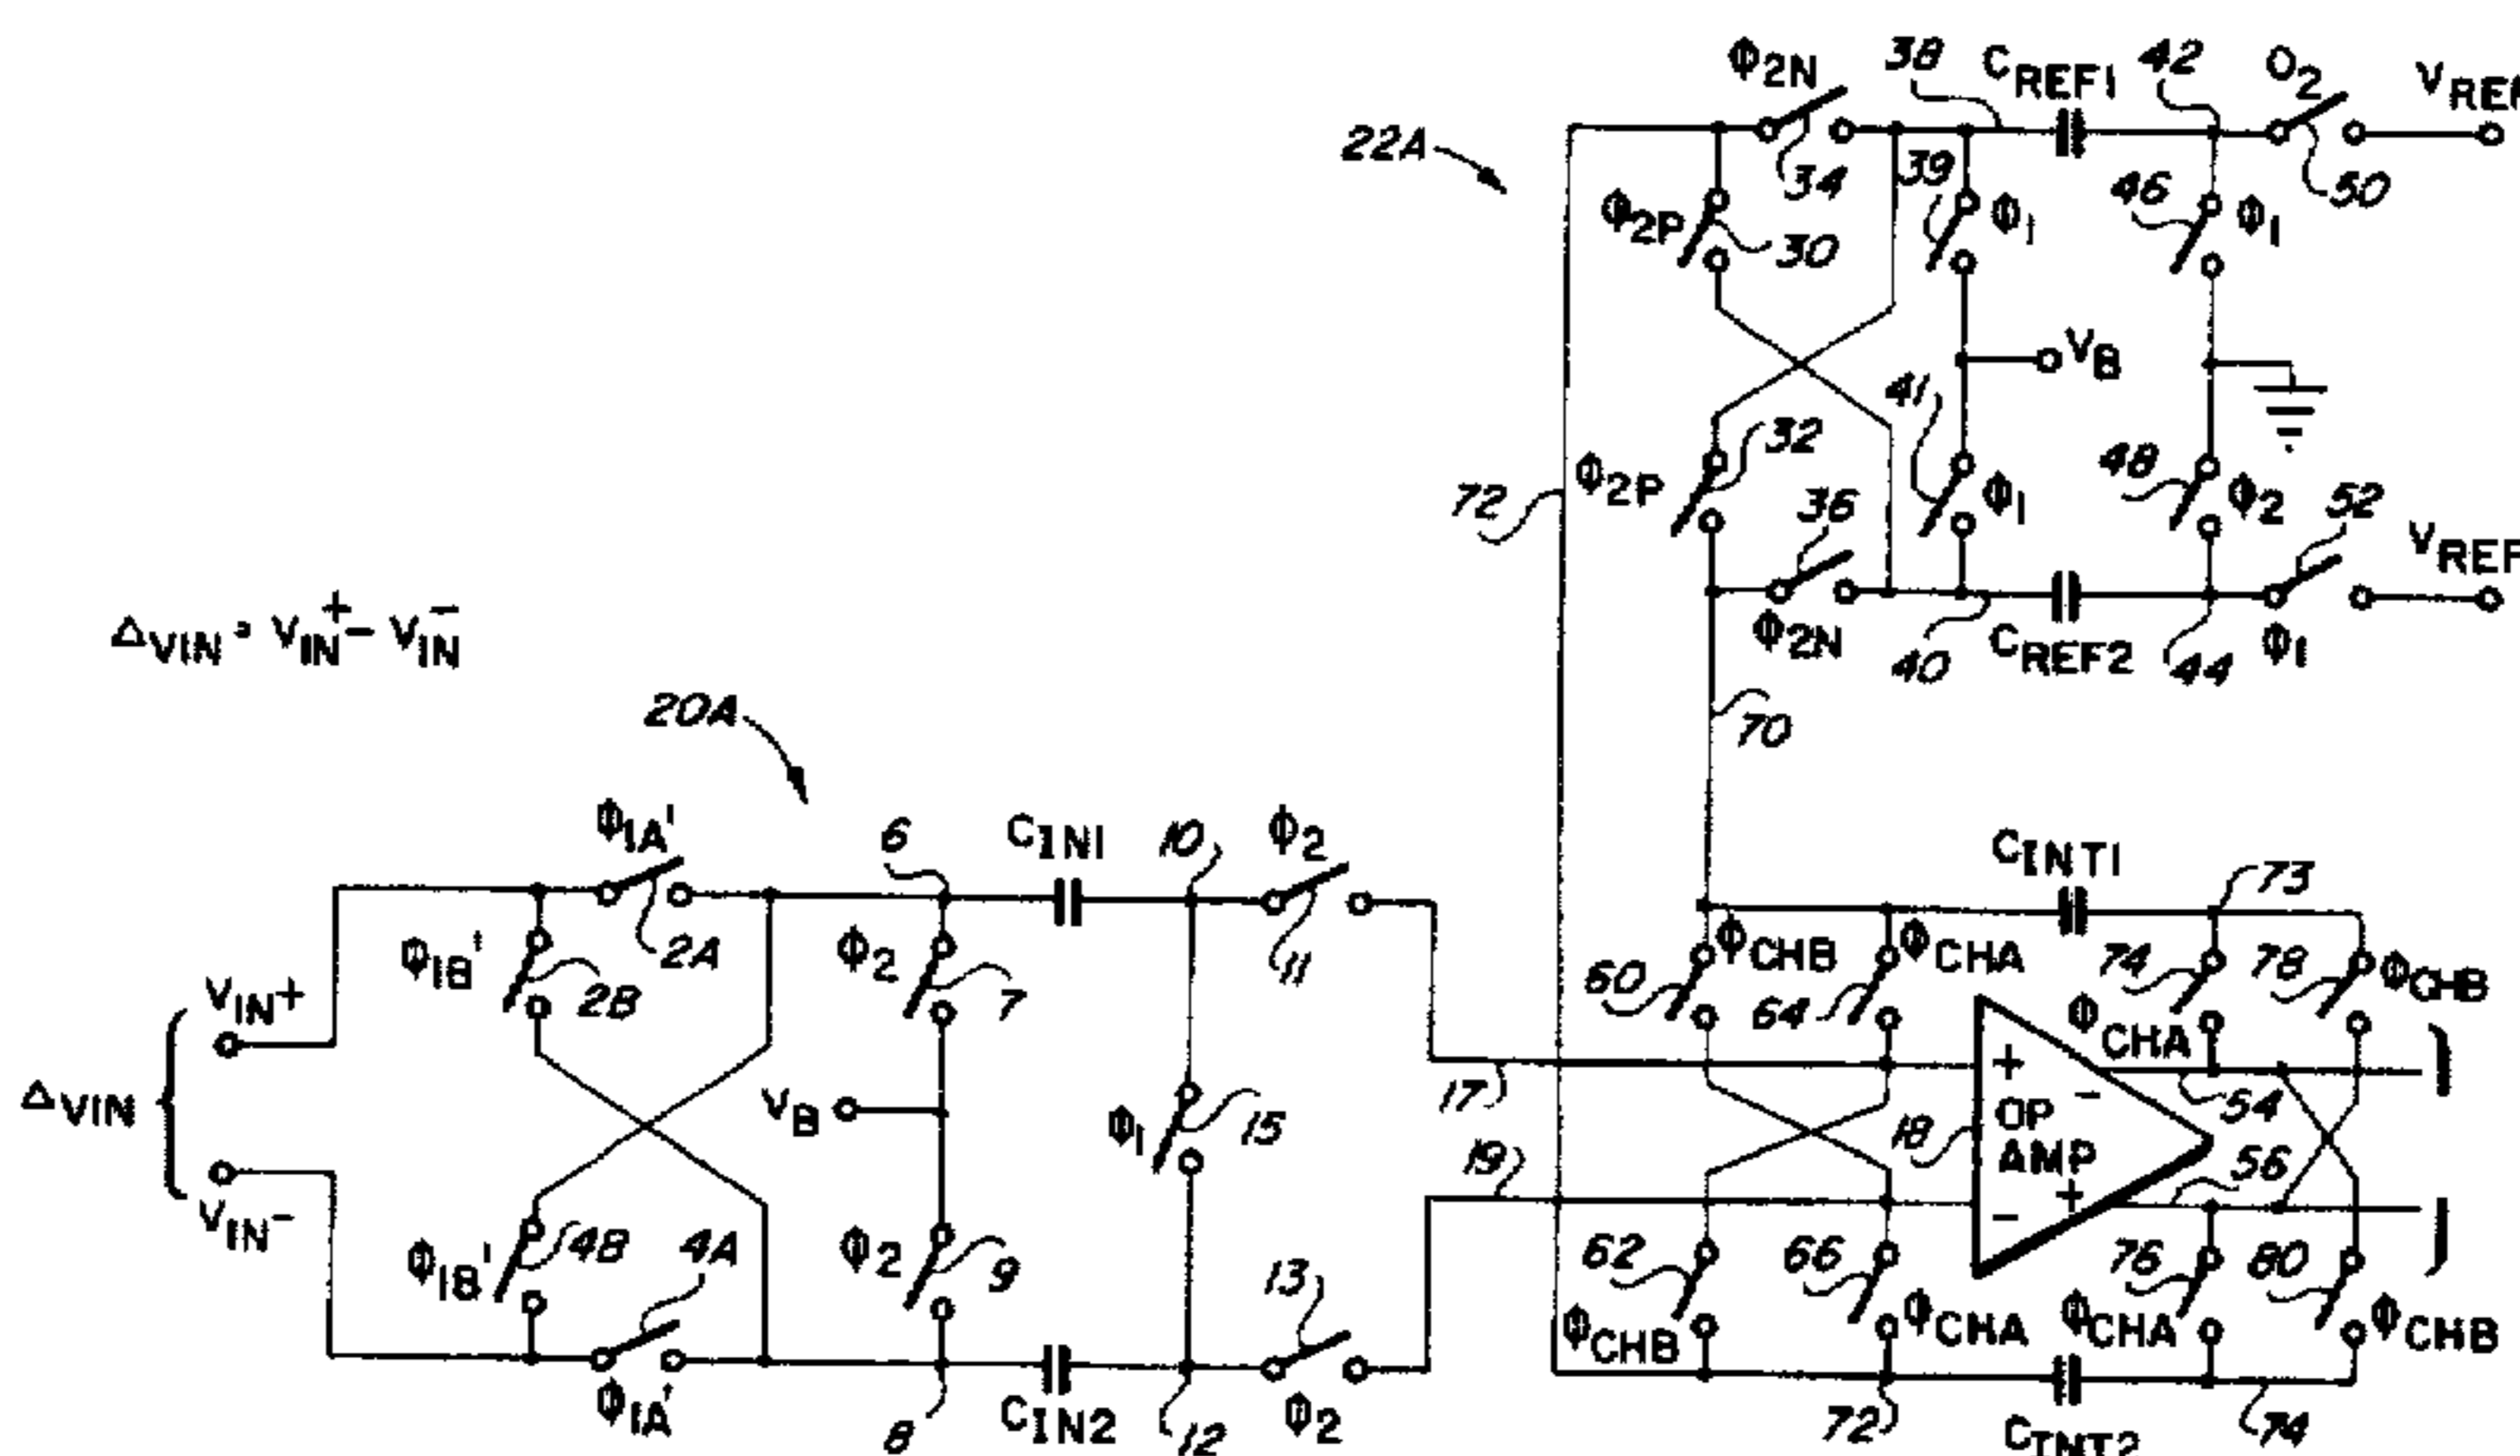 Φ2N
38
CREF1
42
O2
VREF
22A
34
39
Φ1
46
Φ1
50
Φ2P
30
VB
41
32
Φ2P
36
Φ1
48
Φ2
52
VREF
72
Φ2N
40
CREF2
44
Φ1
ΔVIN = VIN+ - VIN-
20A
70
Φ1A'
6
CIN1
10
Φ2
CINT1
73
Φ1B'
2B
2A
Φ2
7
11
60
ΦCHB
64
ΦCHA
74
ΦCHA
78
ΦCHB
VIN+
ΔVIN
VIN-
VB
Φ1
15
17
19
18
+
-
OP
AMP
-
+
54
56
Φ1B'
4B
4A
Φ2
9
13
62
ΦCHB
66
ΦCHA
ΦCHA
76
80
ΦCHB
Φ1A'
8
CIN2
12
Φ2
72
CINT2
74